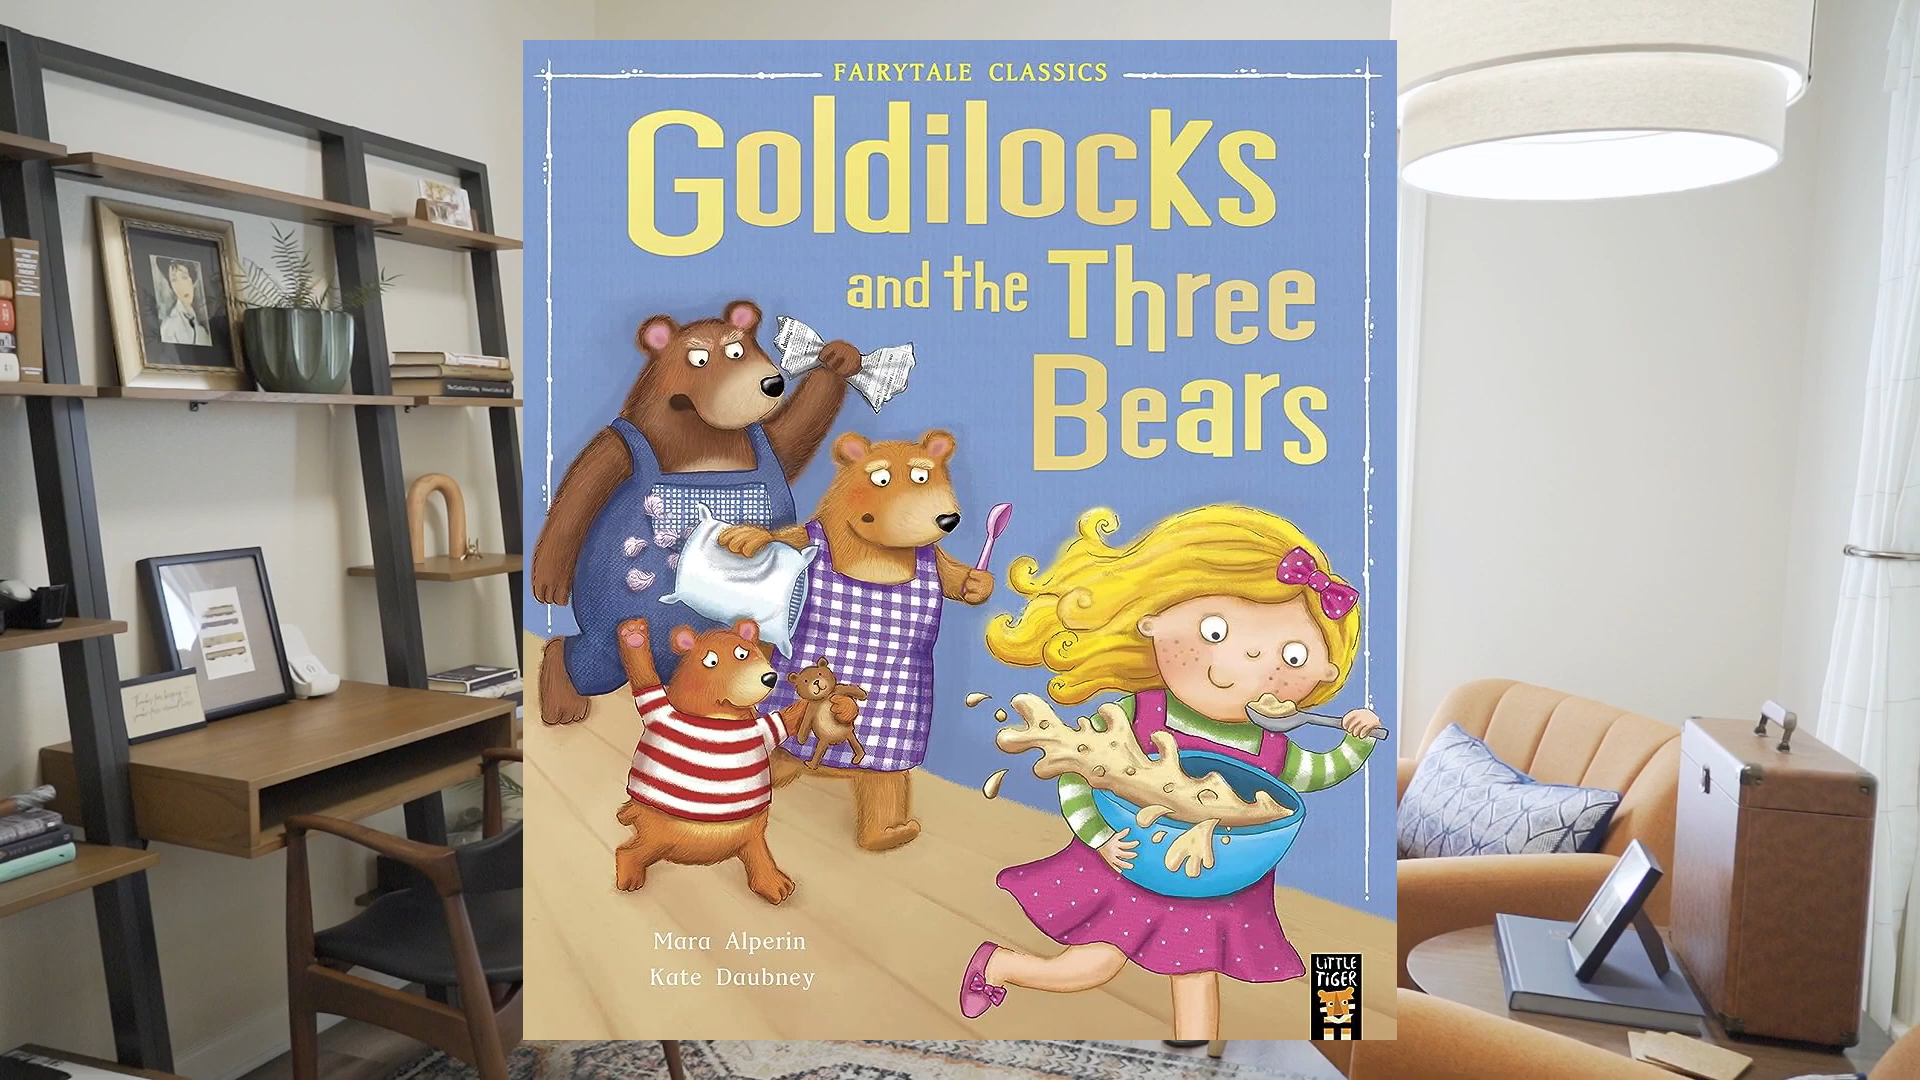 FAIRYTALE CLASSICS
Goldilocks
and the Three
Bears
Mara Alperin
Kate Daubney
LITTLE
TIGER